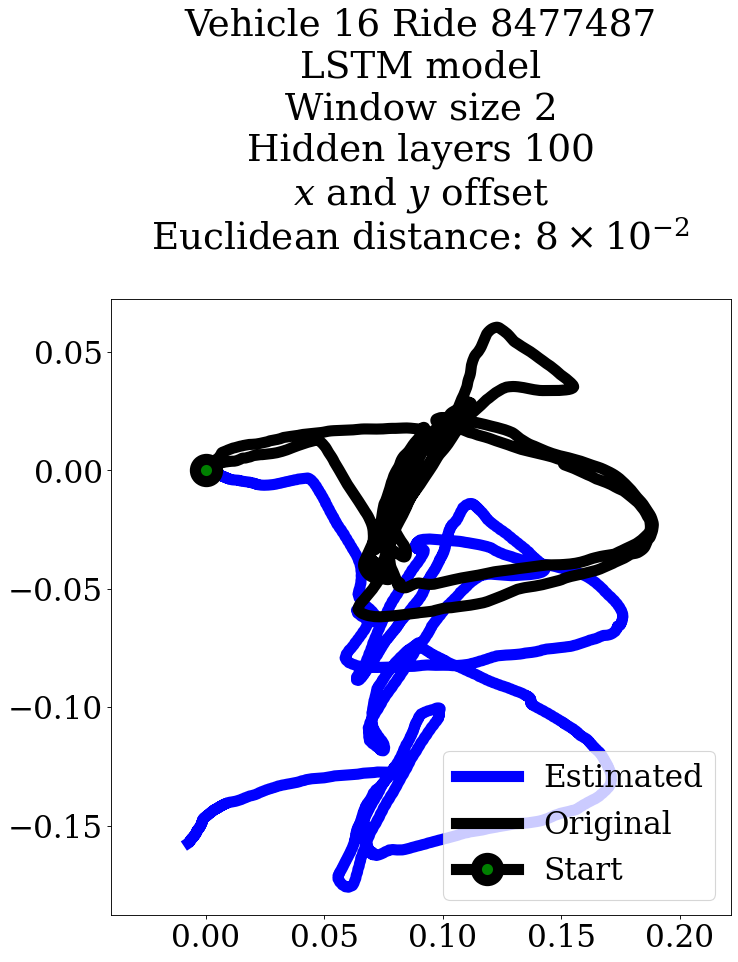 Vehicle 16 Ride 8477487
LSTM model
Window size 2
Hidden layers 100
x and y offset
Euclidean distance: 8 × 10⁻²
0.05
0.00
−0.05
−0.10
−0.15
Estimated
Original
Start
0.00 0.05 0.10 0.15 0.20